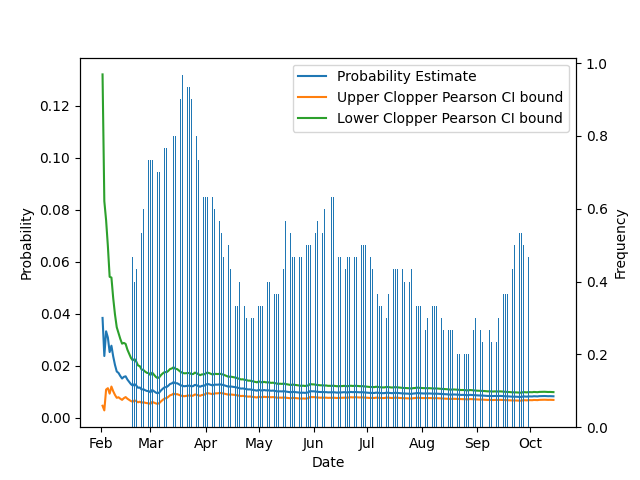 Probability Estimate
Upper Clopper Pearson CI bound
Lower Clopper Pearson CI bound
0.12
0.10
0.08
0.06
0.04
0.02
0.00
Probability
1.0
0.8
0.6
0.4
0.2
0.0
Frequency
Feb Mar Apr May Jun Jul Aug Sep Oct
Date